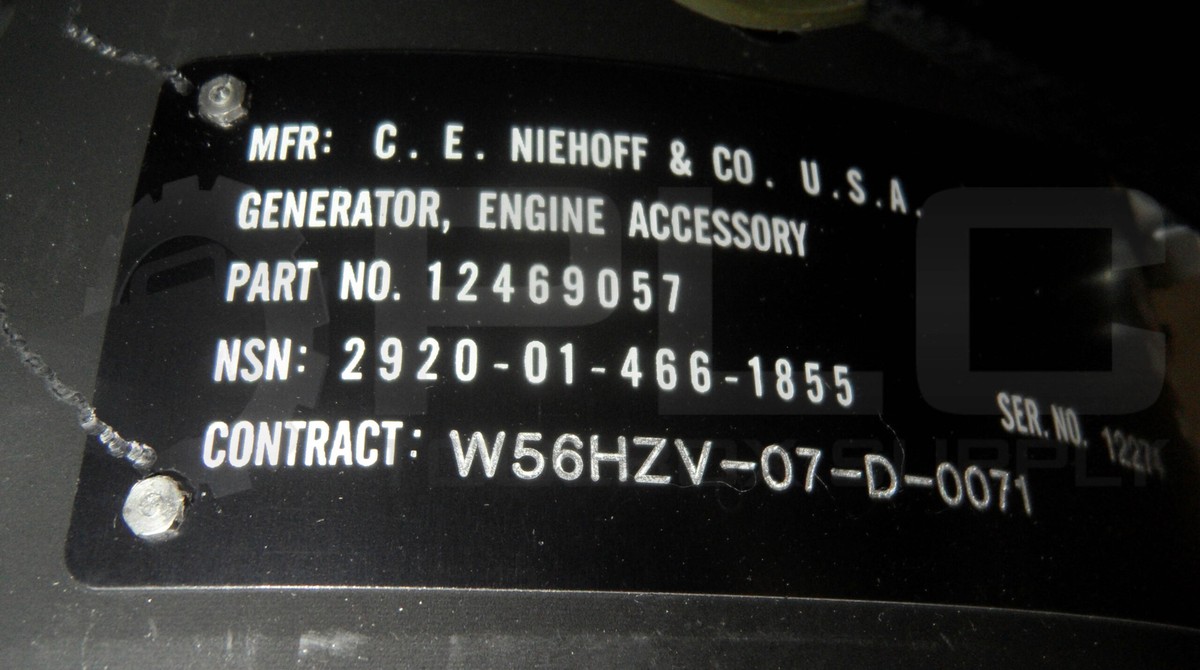 MFR: C. E. NIEHOFF & CO. U.S.A.
GENERATOR, ENGINE ACCESSORY
PART NO. 12469057
NSN: 2920-01-466-1855
SER. NO.
CONTRACT: W56HZV-07-D-0071
PLC